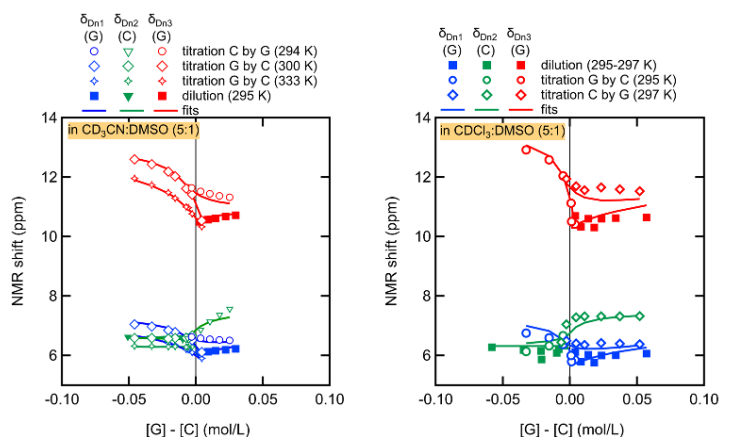 δDn1 δDn2 δDn3
(G) (C) (G)
titration C by G (294 K)
titration G by C (300 K)
titration G by C (333 K)
dilution (295 K)
fits
14
in CD3CN:DMSO (5:1)
12
10
8
6
NMR shift (ppm)
-0.10 -0.05 0.00 0.05 0.10
[G] - [C] (mol/L)
δDn1 δDn2 δDn3
(G) (C) (G)
dilution (295-297 K)
titration G by C (295 K)
titration C by G (297 K)
fits
14
in CDCl3:DMSO (5:1)
12
10
8
6
NMR shift (ppm)
-0.10 -0.05 0.00 0.05 0.10
[G] - [C] (mol/L)